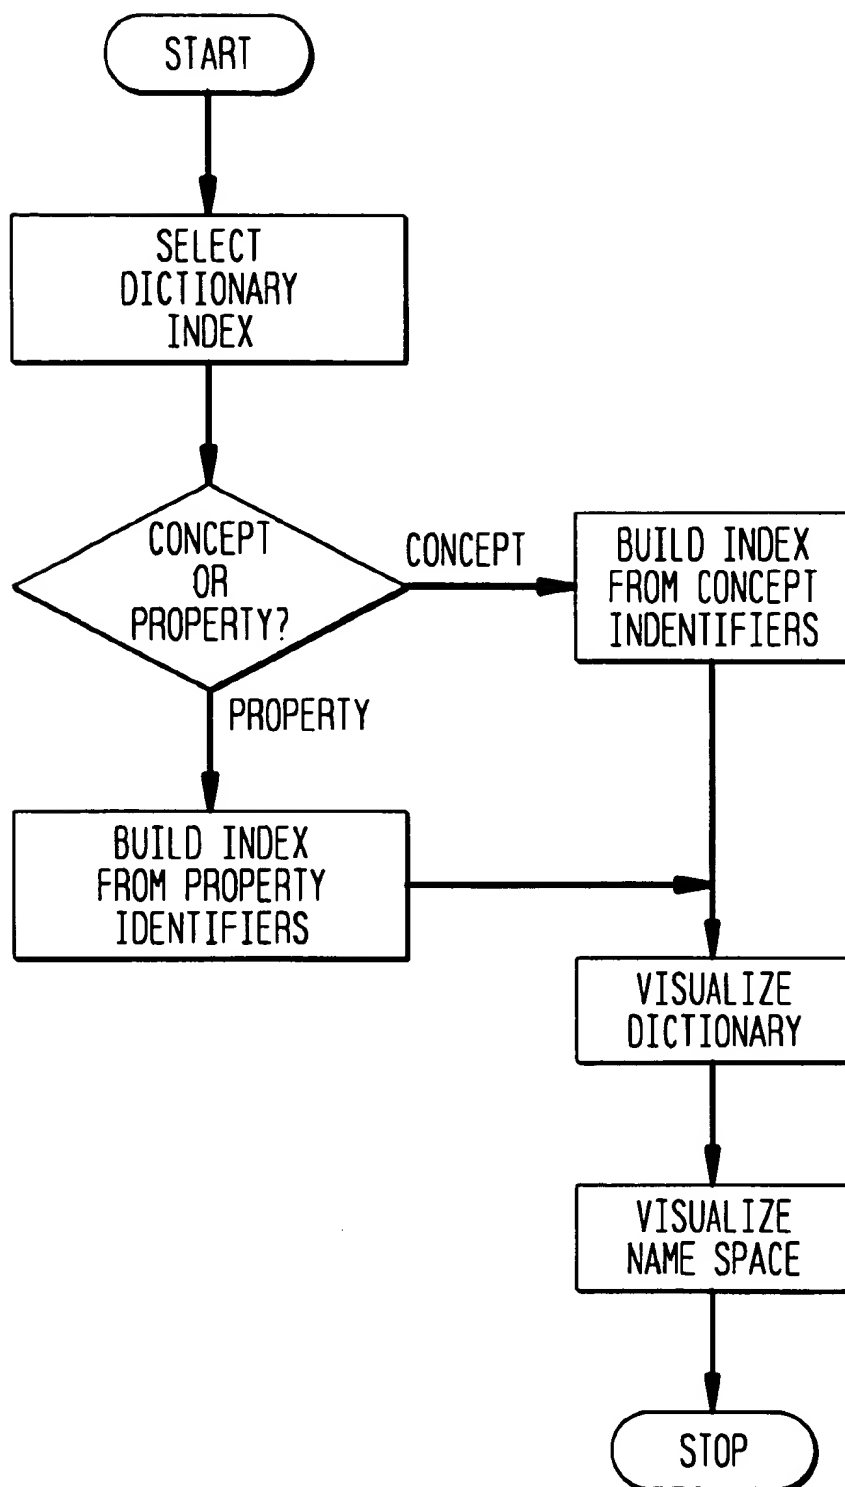 START
SELECT
DICTIONARY
INDEX
CONCEPT
OR
PROPERTY?
CONCEPT
BUILD INDEX
FROM CONCEPT
INDENTIFIERS
PROPERTY
BUILD INDEX
FROM PROPERTY
IDENTIFIERS
VISUALIZE
DICTIONARY
VISUALIZE
NAME SPACE
STOP